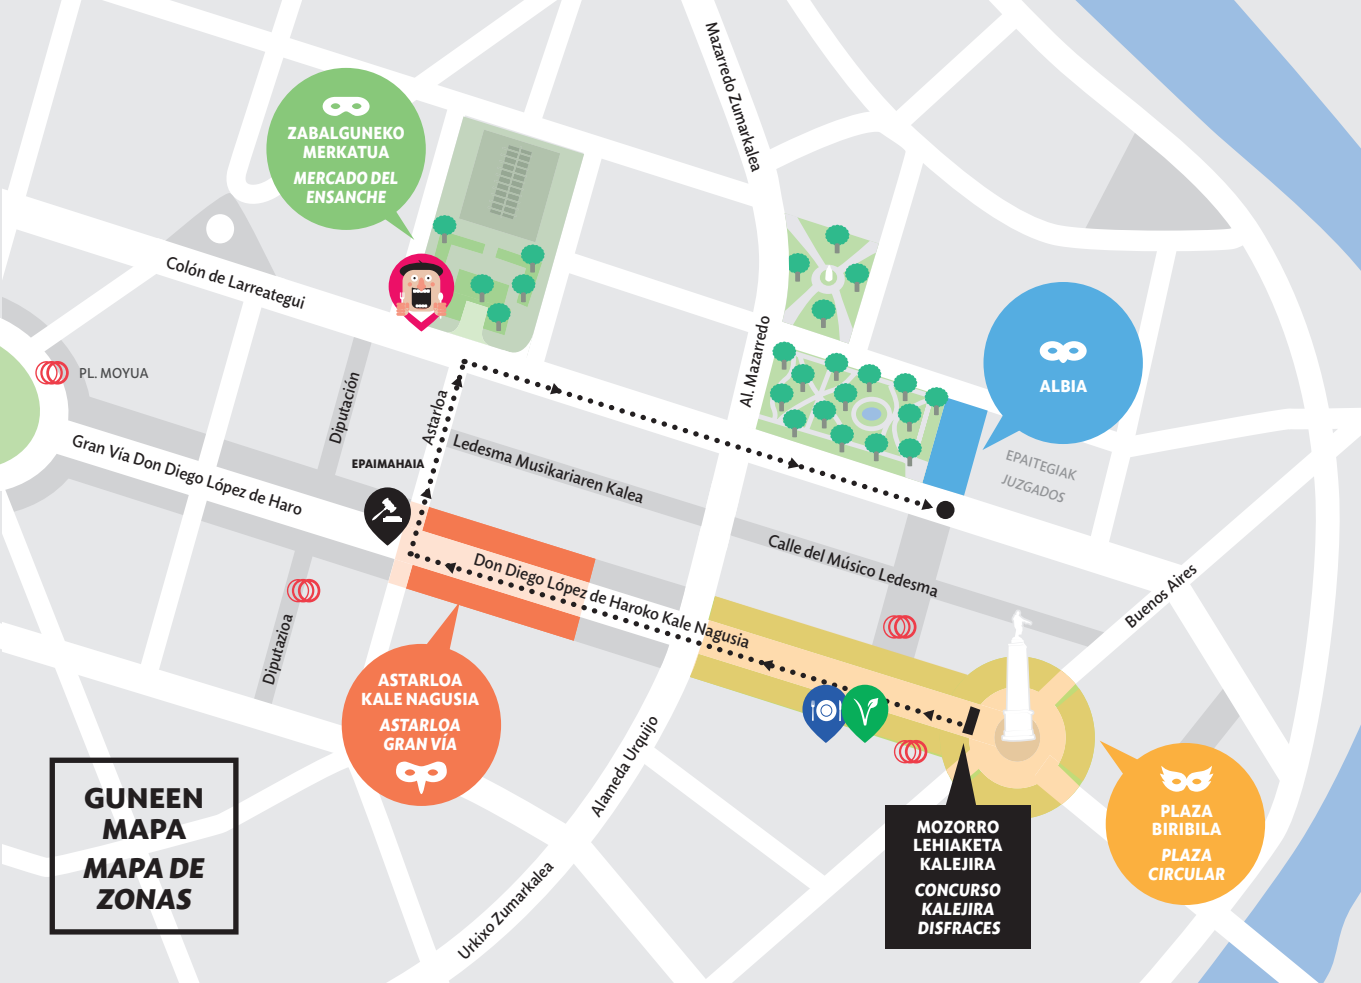 Mazarredo Zumarkalea
ZABALGUNEKO
MERKATUA
MERCADO DEL
ENSANCHE
Colón de Larreategui
PL. MOYUA
Diputación
Astarloa
Al. Mazarredo
ALBIA
Gran Vía Don Diego López de Haro
EPAIMAHAIA
Ledesma Musikariaren Kalea
EPAITEGIAK
JUZGADOS
Calle del Músico Ledesma
Don Diego López de Haroko Kale Nagusia
Buenos Aires
Diputazioa
ASTARLOA
KALE NAGUSIA
ASTARLOA
GRAN VÍA
Alameda Urquijo
Urkixo Zumarkalea
GUNEEN
MAPA
MAPA DE
ZONAS
MOZORRO
LEHIAKETA
KALEJIRA
CONCURSO
KALEJIRA
DISFRACES
PLAZA
BIRIBILA
PLAZA
CIRCULAR